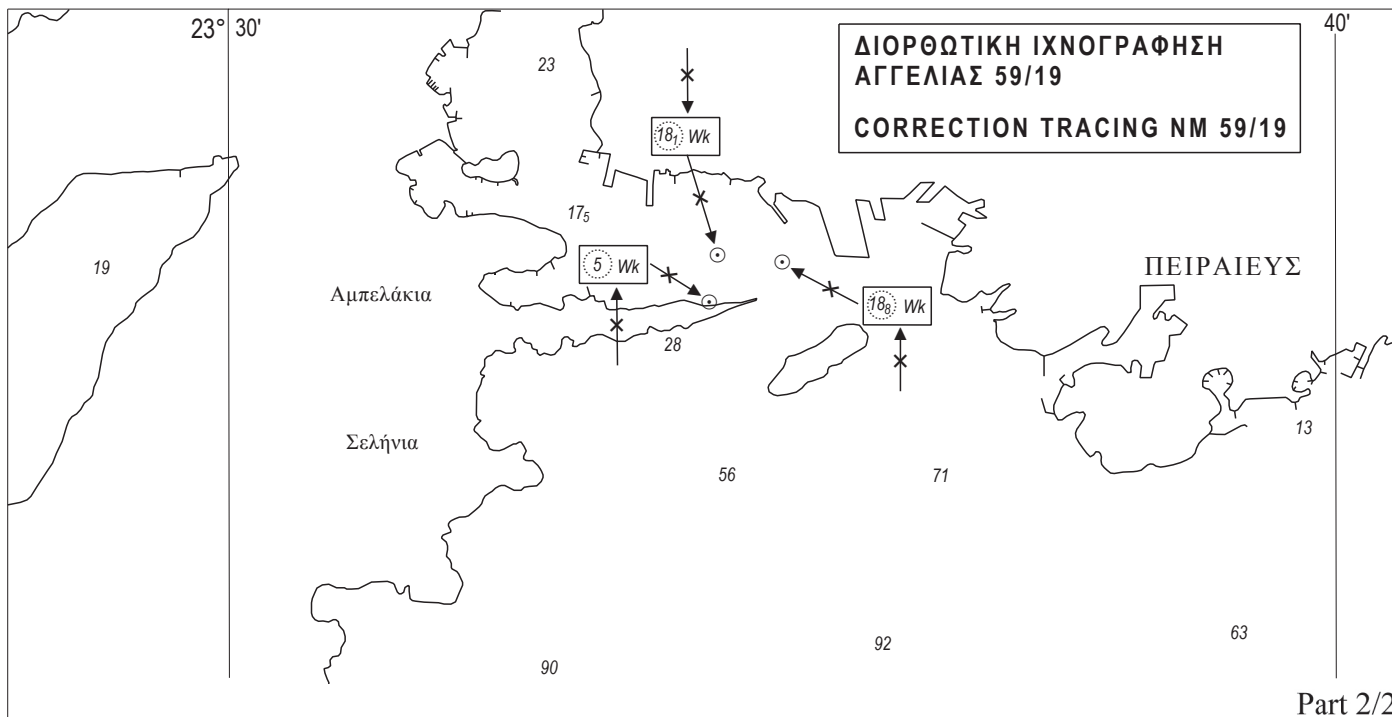 23° 30'
40'
ΔΙΟΡΘΩΤΙΚΗ ΙΧΝΟΓΡΑΦΗΣΗ
ΑΓΓΕΛΙΑΣ 59/19
CORRECTION TRACING NM 59/19
23
18₁ Wk
17₅
19
5 Wk
ΠΕΙΡΑΙΕΥΣ
Αμπελάκια
18₈ Wk
28
13
Σελήνια
56
71
63
92
90
Part 2/2